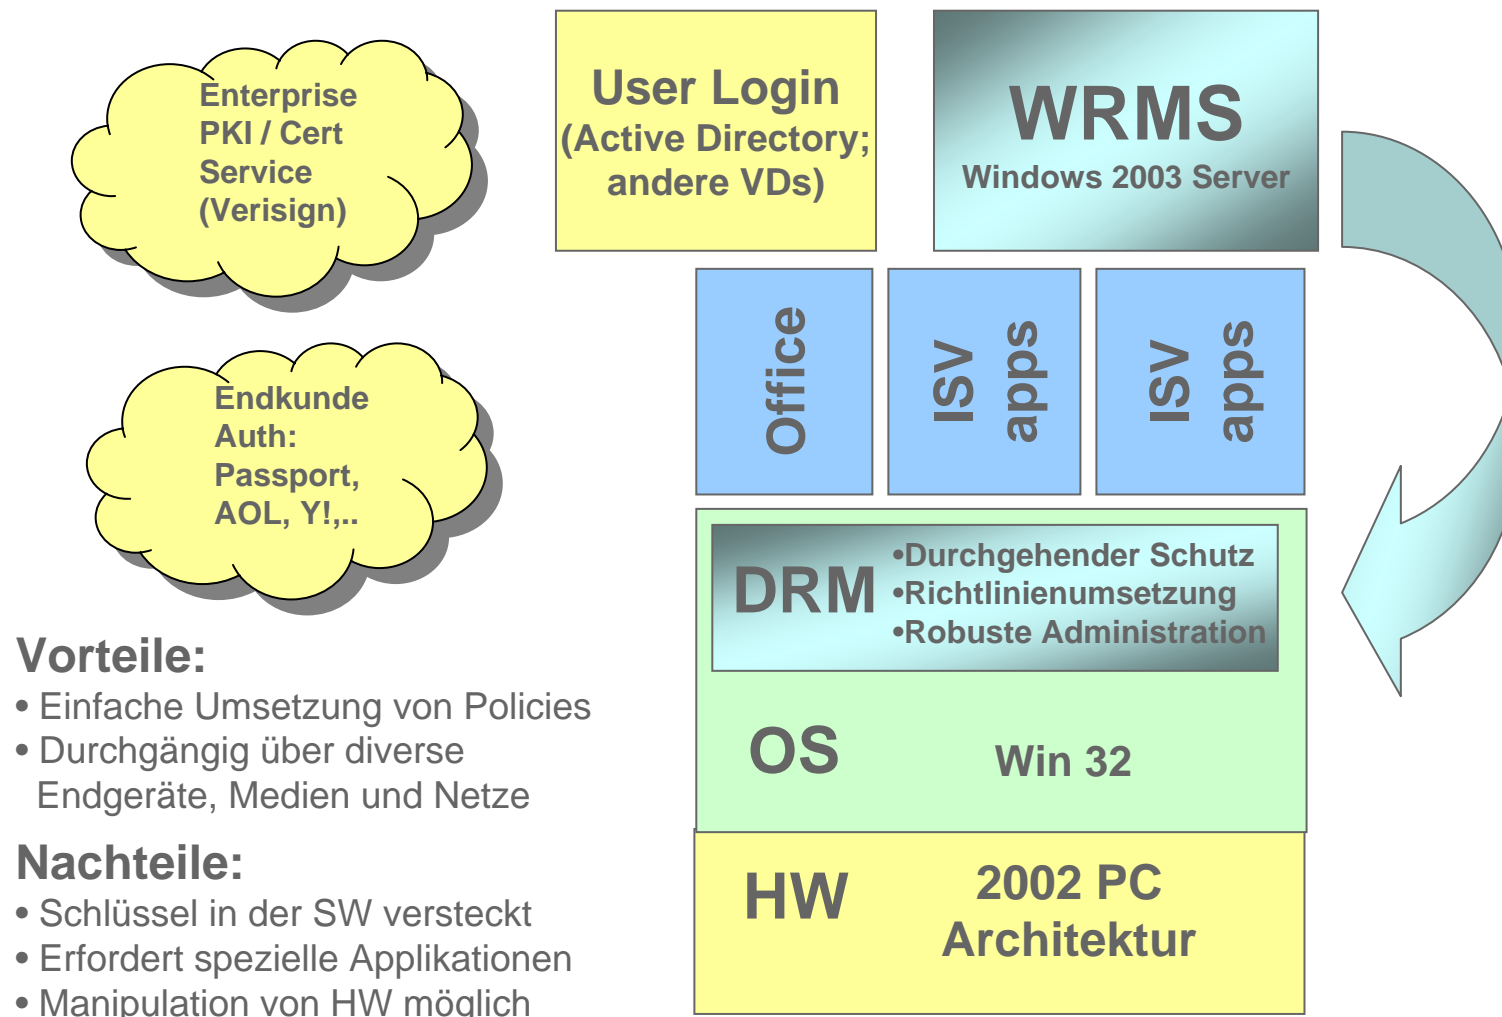 Enterprise
PKI / Cert
Service
(Verisign)
User Login
(Active Directory;
andere VDs)
WRMS
Windows 2003 Server
Endkunde
Auth:
Passport,
AOL, Y!,..
Office
ISV
apps
ISV
apps
DRM
•Durchgehender Schutz
•Richtlinienumsetzung
•Robuste Administration
OS
Win 32
HW
2002 PC
Architektur
Vorteile:
• Einfache Umsetzung von Policies
• Durchgängig über diverse
Endgeräte, Medien und Netze
Nachteile:
• Schlüssel in der SW versteckt
• Erfordert spezielle Applikationen
• Manipulation von HW möglich